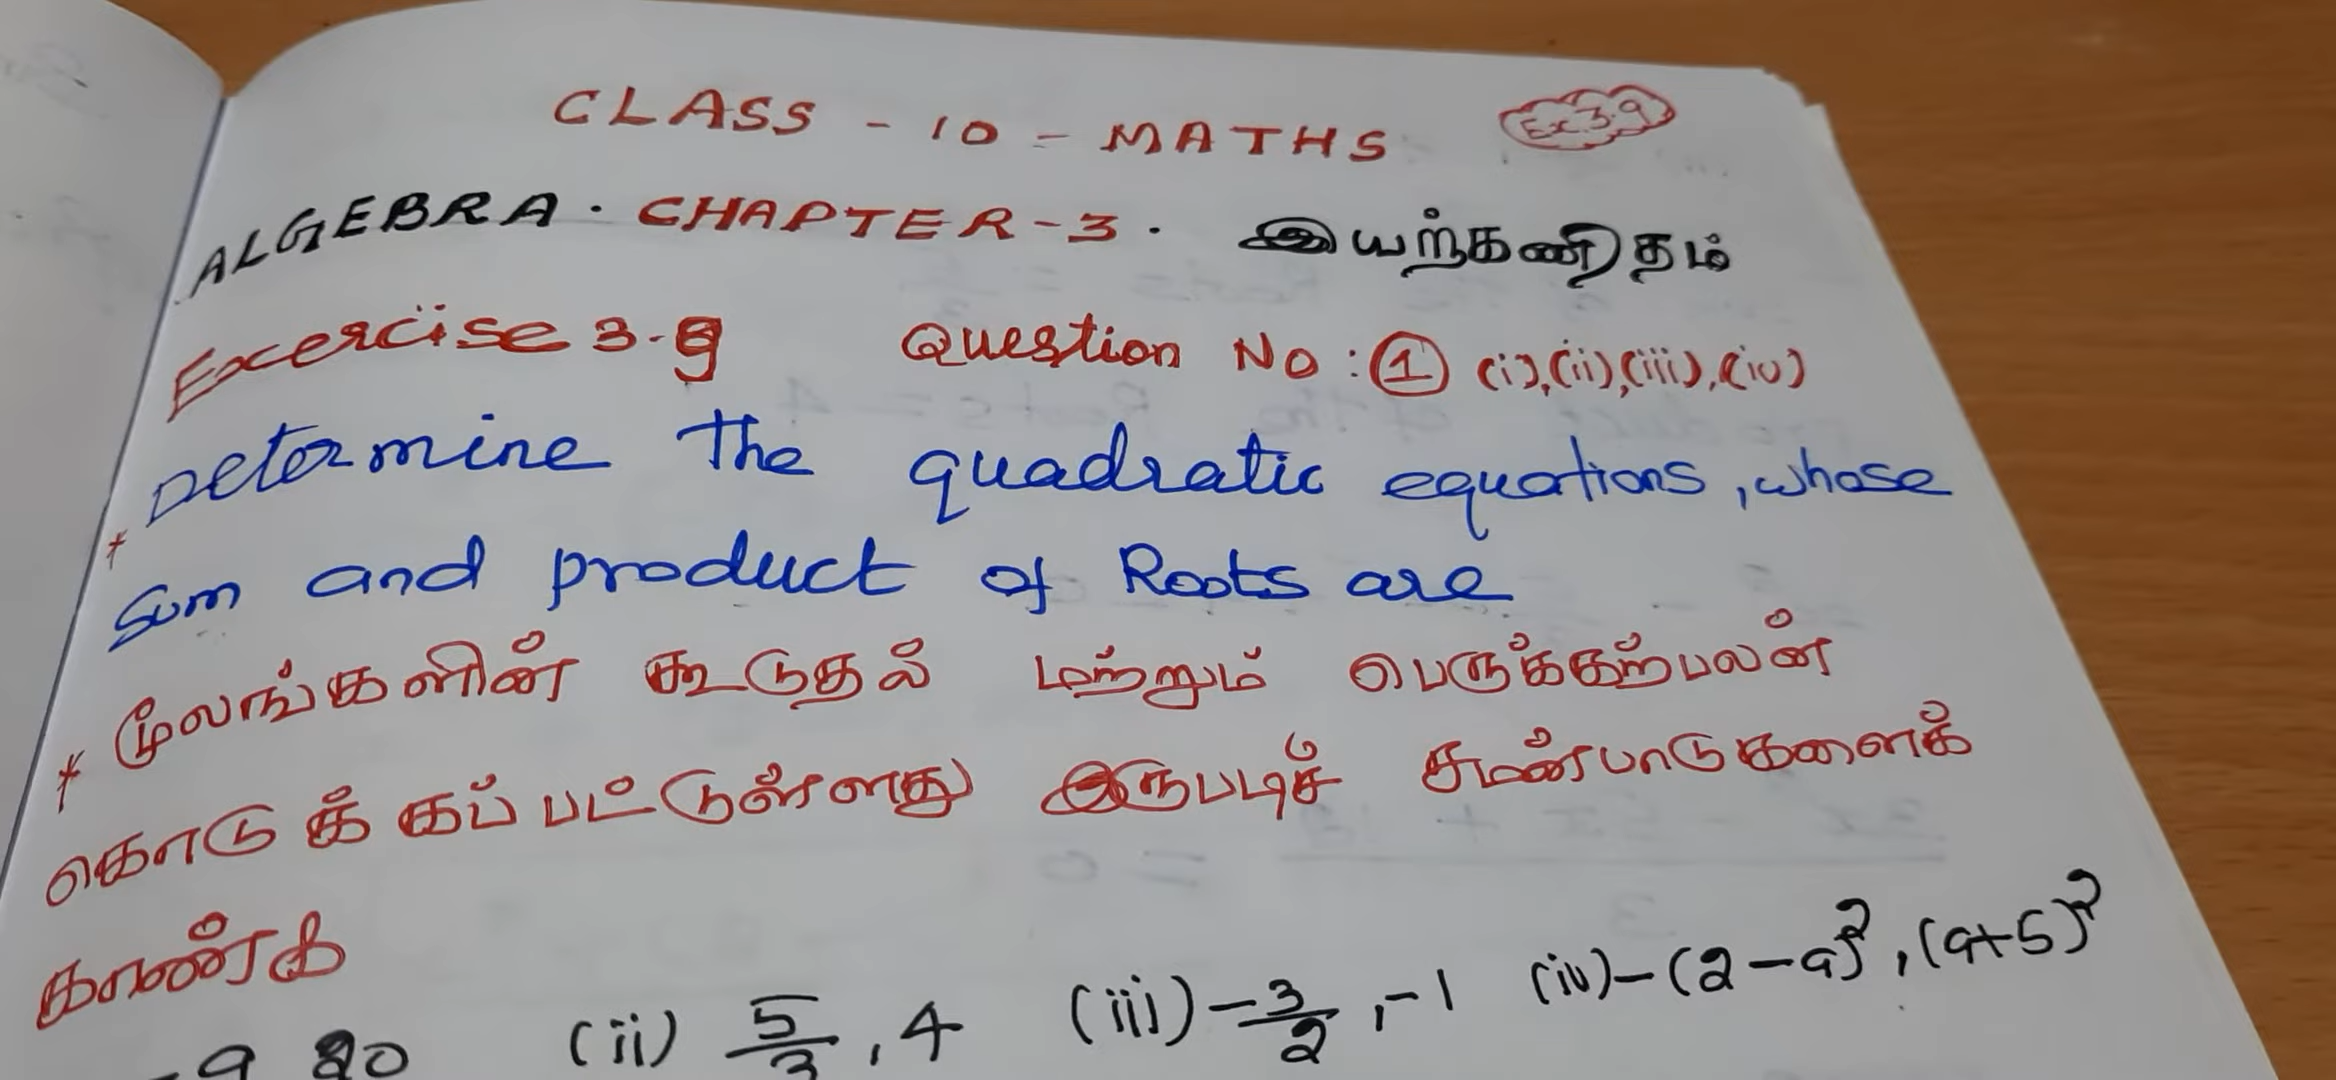 CLASS - 10 - MATHS Ex.3.9
ALGEBRA . CHAPTER-3 . இயற்கணிதம்
Exercise 3.9 Question No : ① (i),(ii),(iii),(iv)
* Determine the quadratic equations, whose
sum and product of Roots are
* மூலங்களின் கூடுதல் மற்றும் பெருக்கற்பலன்
கொடுக்கப்பட்டுள்ளது இருபடிச் சமன்பாடுகளைக்
காண்க
-9, 20 (ii) 5/3, 4 (iii) -3/2, -1 (iv) -(2-a)², (a+5)²